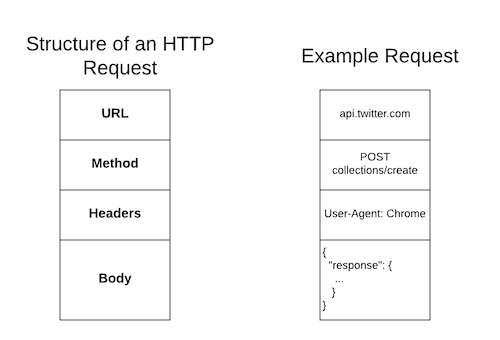 Structure of an HTTP
Request
URL
Method
Headers
Body
Example Request
api.twitter.com
POST
collections/create
User-Agent: Chrome
{
"response": {
...
}
}